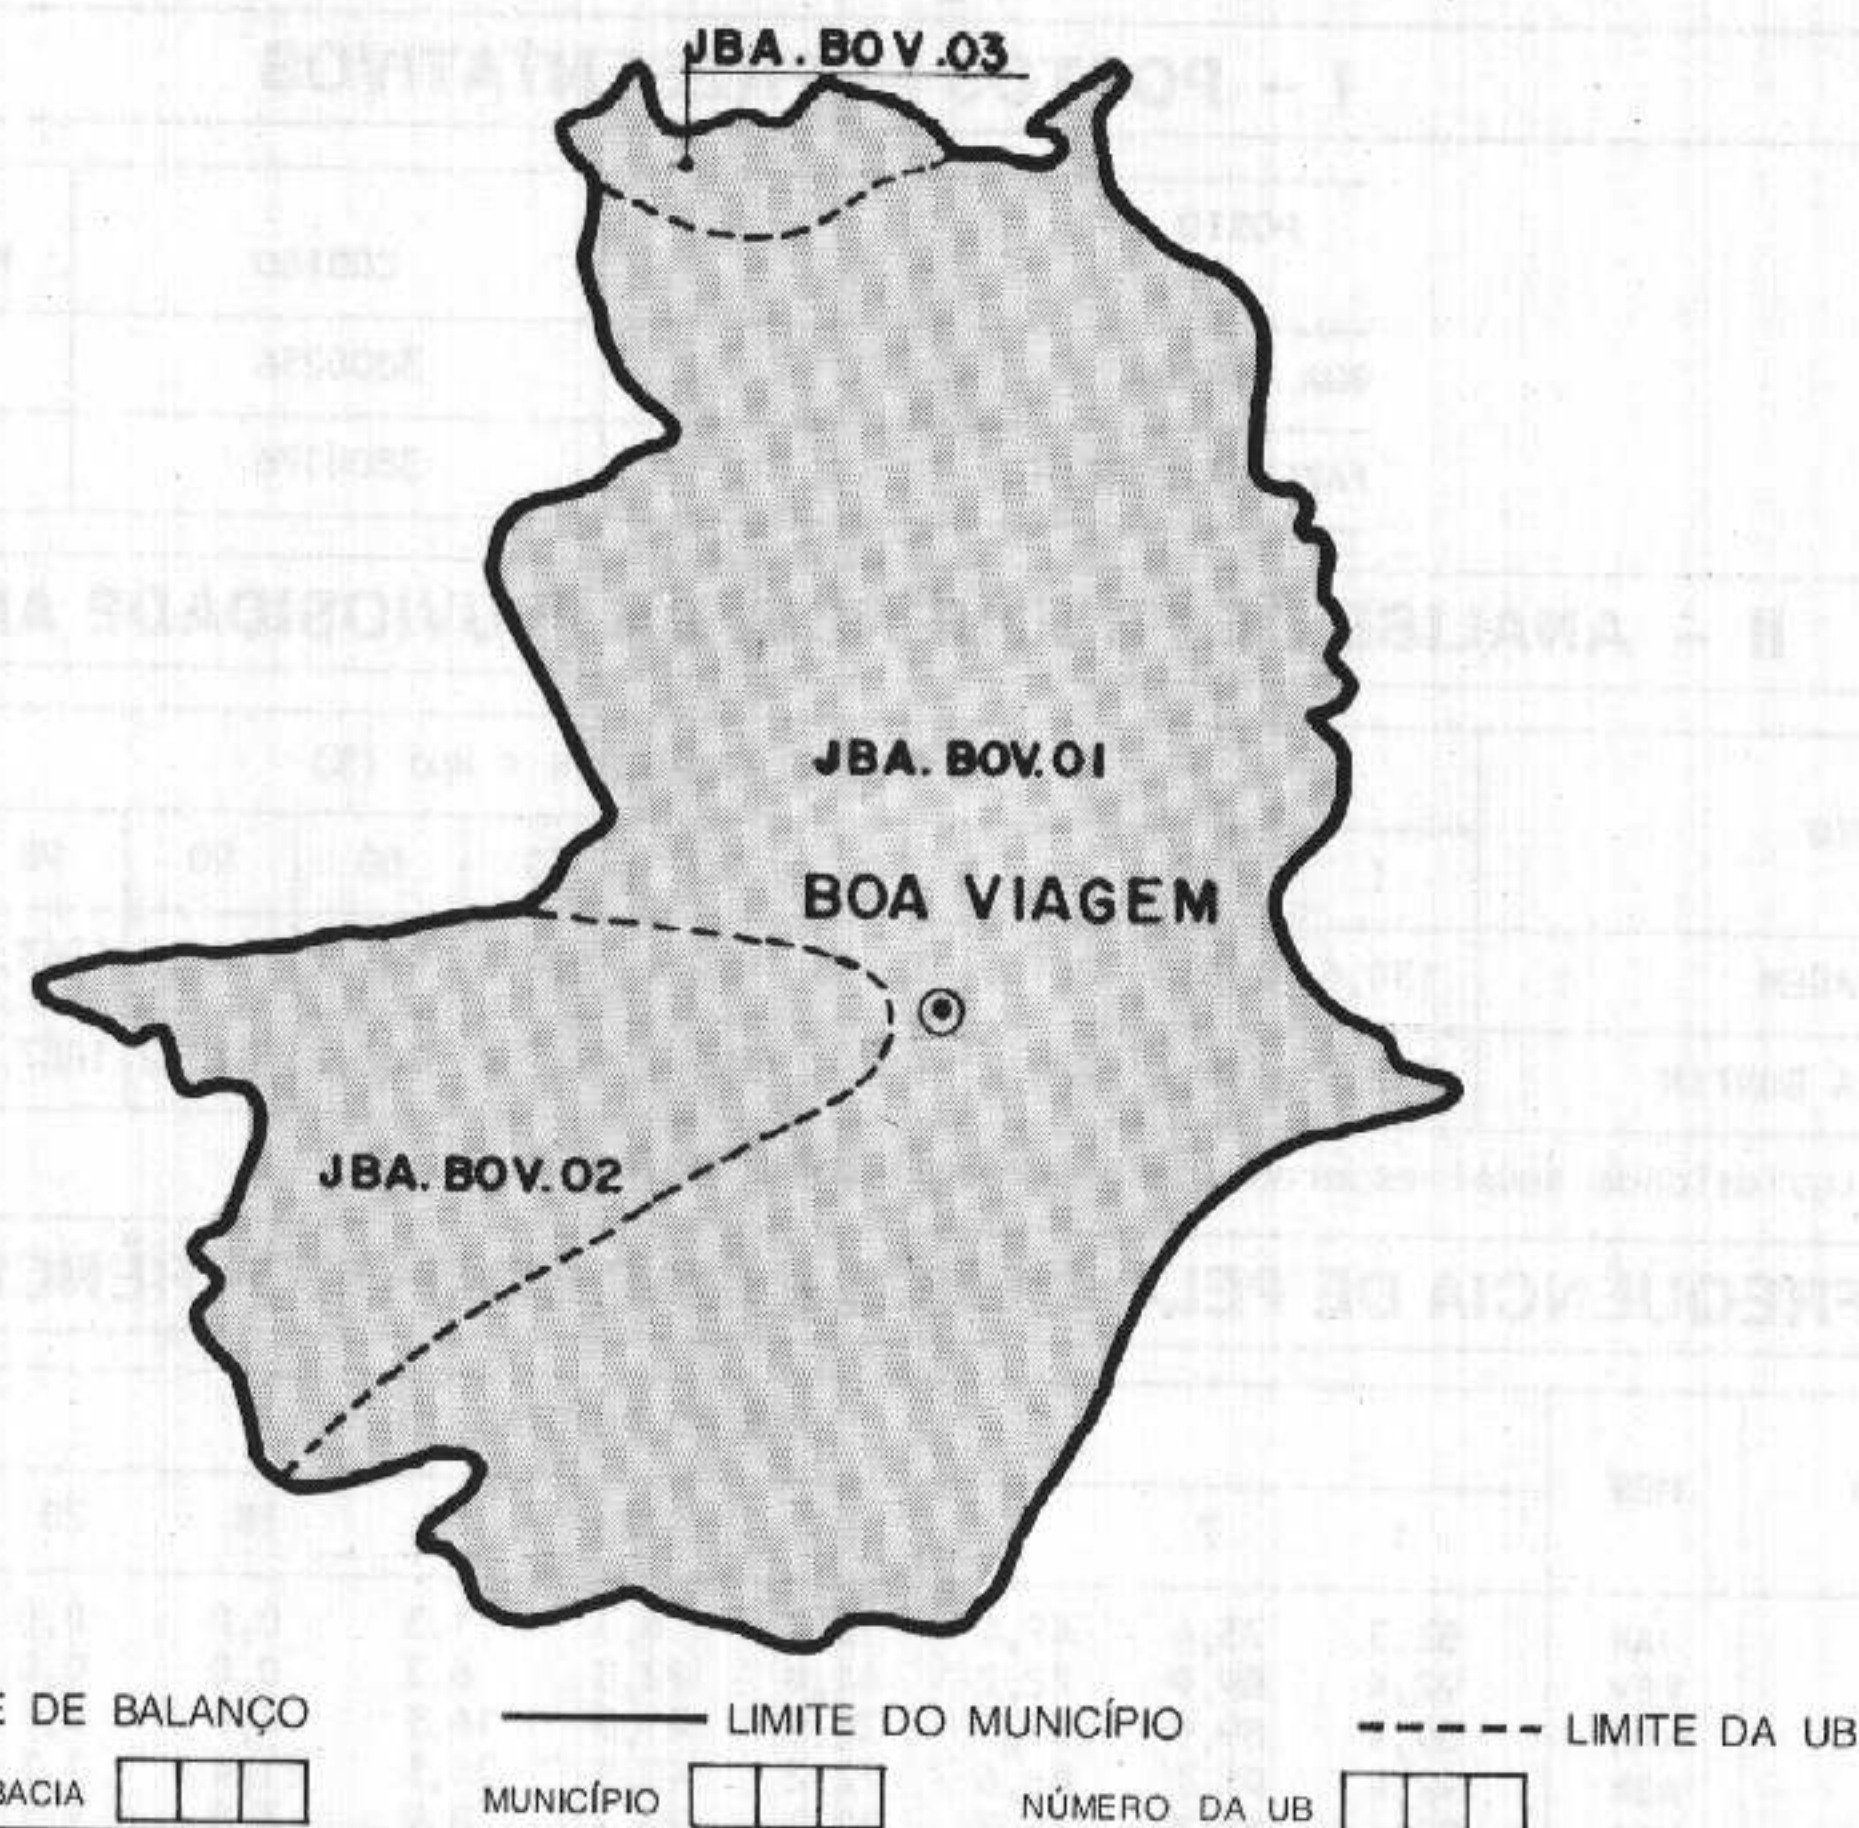 JBA. BOV.03
JBA. BOV.01
BOA VIAGEM
JBA. BOV. 02
E DE BALANÇO
LIMITE DO MUNICÍPIO
LIMITE DA UB
BACIA
MUNICÍPIO
NÚMERO DA UB